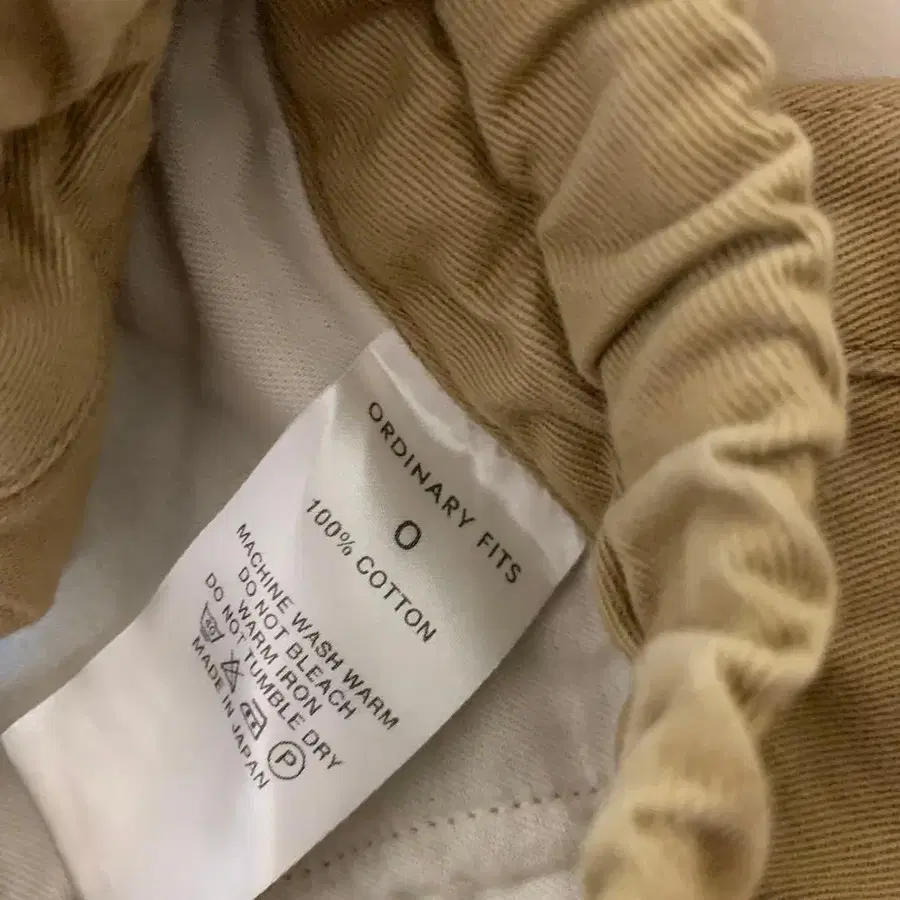 ORDINARY FITS
0
100% COTTON
MACHINE WASH WARM
DO NOT BLEACH
WARM IRON
DO NOT TUMBLE DRY
40 P
MADE IN JAPAN